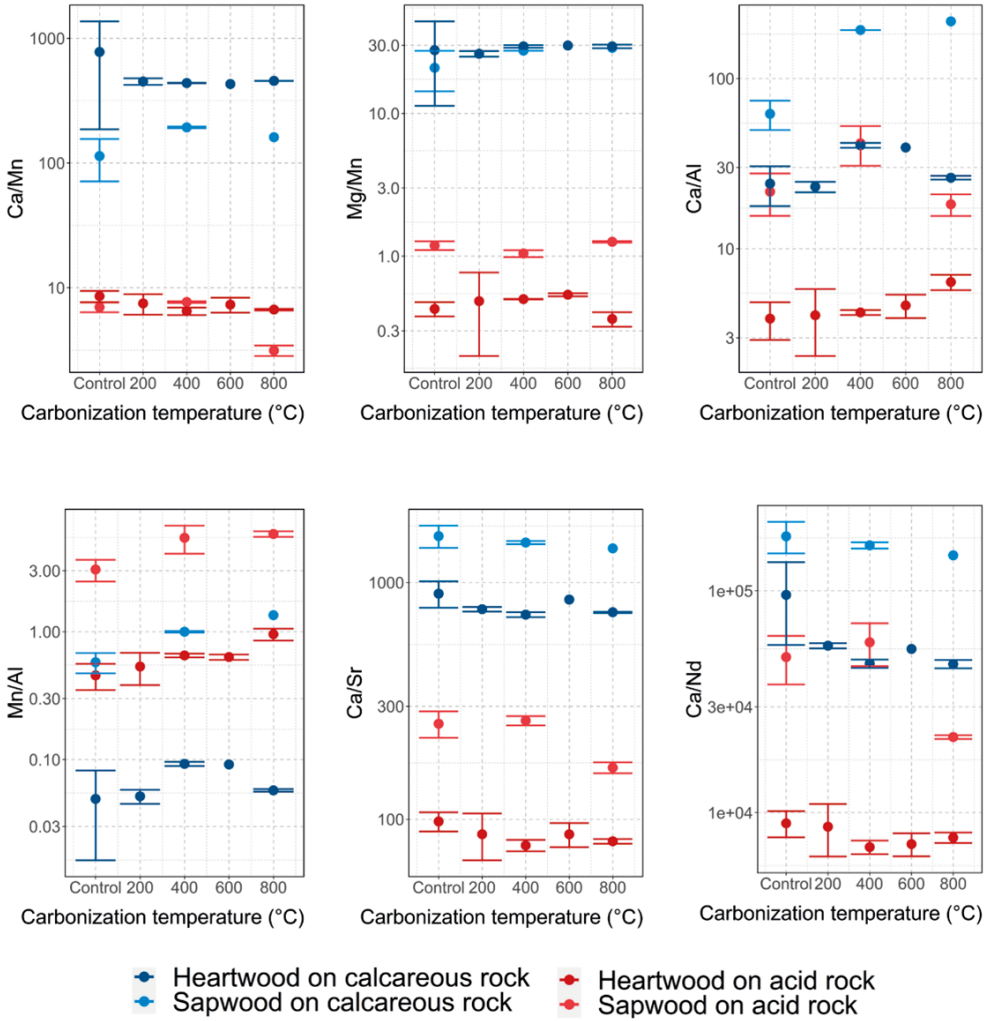 Ca/Mn
1000
100
10
Control 200 400 600 800
Carbonization temperature (°C)
Mg/Mn
30.0
10.0
3.0
1.0
0.3
Control 200 400 600 800
Carbonization temperature (°C)
Ca/Al
100
30
10
3
Control 200 400 600 800
Carbonization temperature (°C)
Mn/Al
3.00
1.00
0.30
0.10
0.03
Control 200 400 600 800
Carbonization temperature (°C)
Ca/Sr
1000
300
100
Control 200 400 600 800
Carbonization temperature (°C)
Ca/Nd
1e+05
3e+04
1e+04
Control 200 400 600 800
Carbonization temperature (°C)
Heartwood on calcareous rock
Sapwood on calcareous rock
Heartwood on acid rock
Sapwood on acid rock